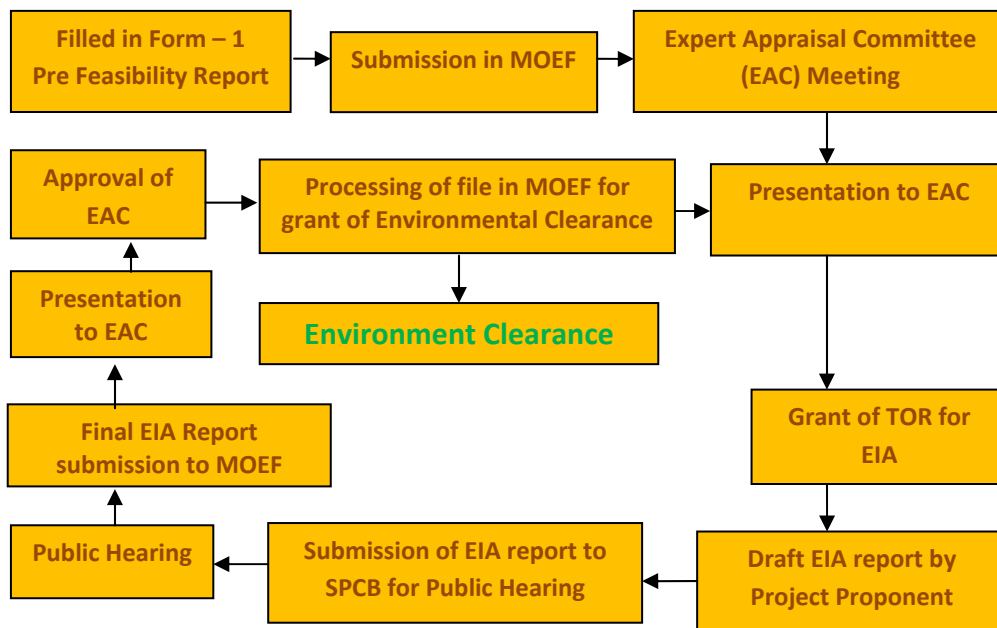 Filled in Form – 1
Pre Feasibility Report
Submission in MOEF
Expert Appraisal Committee
(EAC) Meeting
Approval of
EAC
Processing of file in MOEF for
grant of Environmental Clearance
Presentation to EAC
Presentation
to EAC
Environment Clearance
Final EIA Report
submission to MOEF
Grant of TOR for
EIA
Public Hearing
Submission of EIA report to
SPCB for Public Hearing
Draft EIA report by
Project Proponent